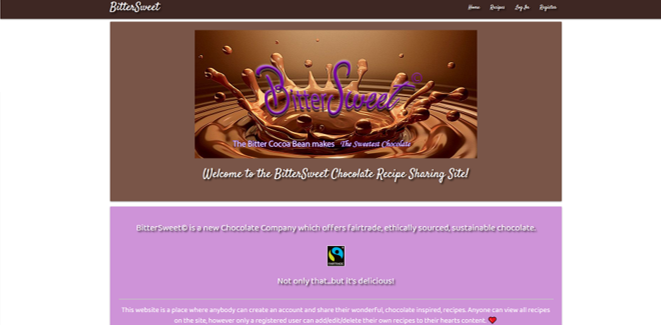 BitterSweet
Home Recipes Log In Register
BitterSweet©
The Bitter Cocoa Bean makes The Sweetest Chocolate
Welcome to the BitterSweet Chocolate Recipe Sharing Site!
BitterSweet© is a new Chocolate Company which offers fairtrade, ethically sourced, sustainable chocolate.
Not only that...but it's delicious!
This website is a place where anybody can create an account and share their wonderful, chocolate inspired, recipes. Anyone can view all recipes
on the site, however only a registered user can add/edit/delete their own recipes to their hearts content.